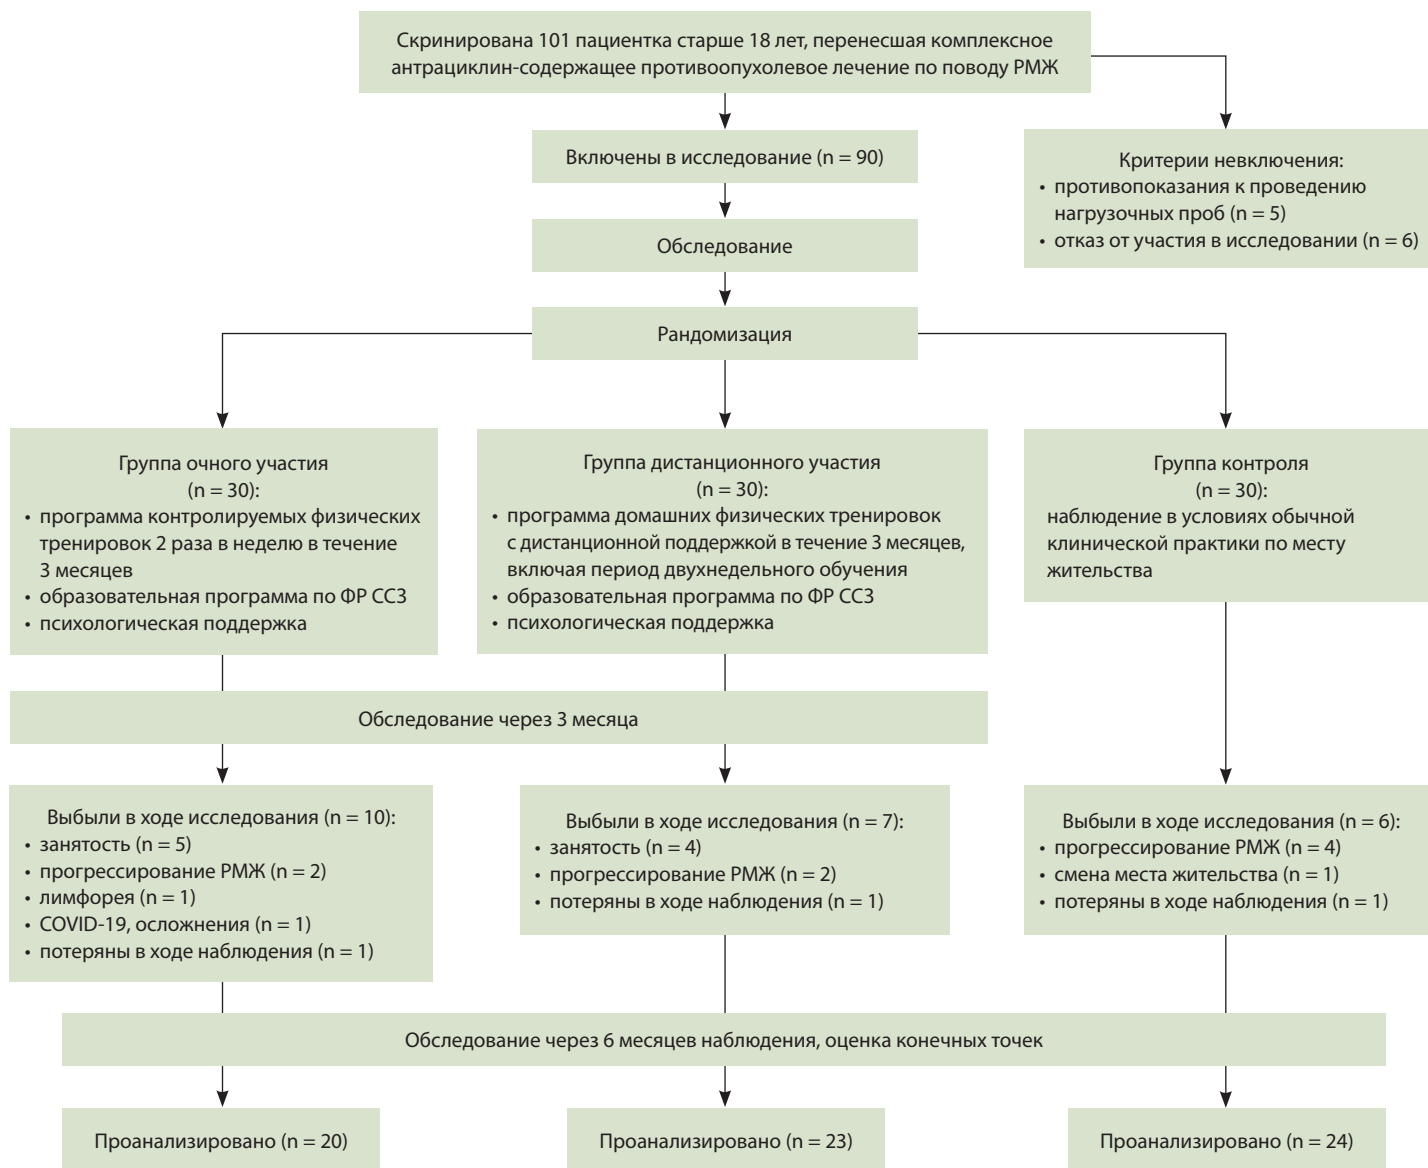 Скринирована 101 пациентка старше 18 лет, перенесшая комплексное
антрациклин-содержащее противоопухолевое лечение по поводу РМЖ
Включены в исследование (n = 90)
Критерии невключения:
• противопоказания к проведению
нагрузочных проб (n = 5)
• отказ от участия в исследовании (n = 6)
Обследование
Рандомизация
Группа очного участия
(n = 30):
• программа контролируемых физических
тренировок 2 раза в неделю в течение
3 месяцев
• образовательная программа по ФР ССЗ
• психологическая поддержка
Группа дистанционного участия
(n = 30):
• программа домашних физических тренировок
с дистанционной поддержкой в течение 3 месяцев,
включая период двухнедельного обучения
• образовательная программа по ФР ССЗ
• психологическая поддержка
Группа контроля
(n = 30):
наблюдение в условиях обычной
клинической практики по месту
жительства
Обследование через 3 месяца
Выбыли в ходе исследования (n = 10):
• занятость (n = 5)
• прогрессирование РМЖ (n = 2)
• лимфорея (n = 1)
• COVID-19, осложнения (n = 1)
• потеряны в ходе наблюдения (n = 1)
Выбыли в ходе исследования (n = 7):
• занятость (n = 4)
• прогрессирование РМЖ (n = 2)
• потеряны в ходе наблюдения (n = 1)
Выбыли в ходе исследования (n = 6):
• прогрессирование РМЖ (n = 4)
• смена места жительства (n = 1)
• потеряны в ходе наблюдения (n = 1)
Обследование через 6 месяцев наблюдения, оценка конечных точек
Проанализировано (n = 20)
Проанализировано (n = 23)
Проанализировано (n = 24)